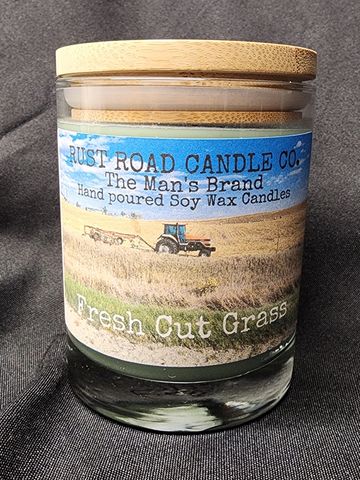 RUST ROAD CANDLE CO.
The Man's Brand
Hand poured Soy Wax Candles
Fresh Cut Grass